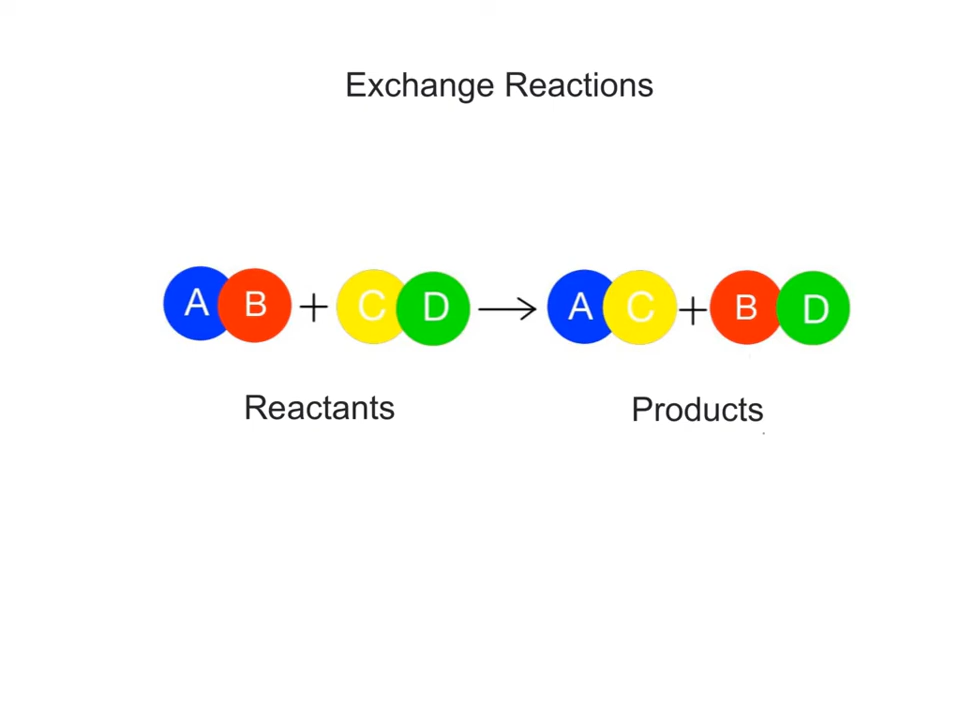 Exchange Reactions
A B + C D → A C + B D
Reactants Products